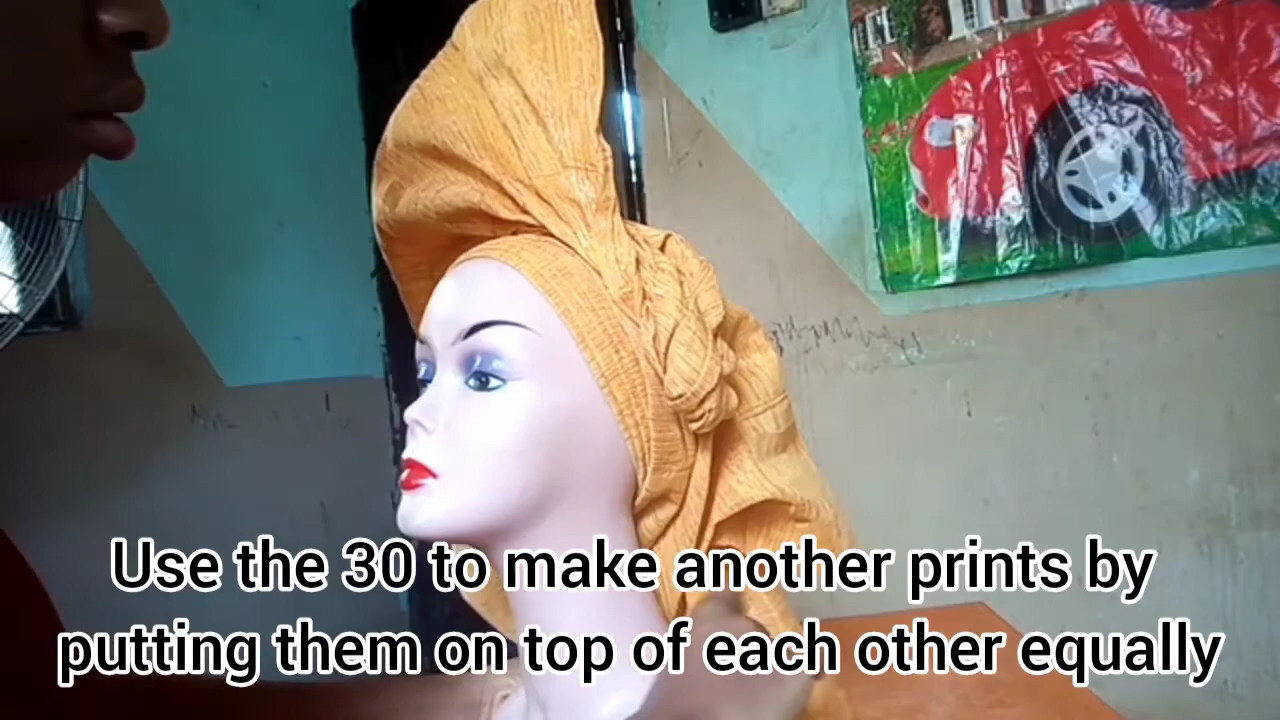 Use the 30 to make another prints by
putting them on top of each other equally